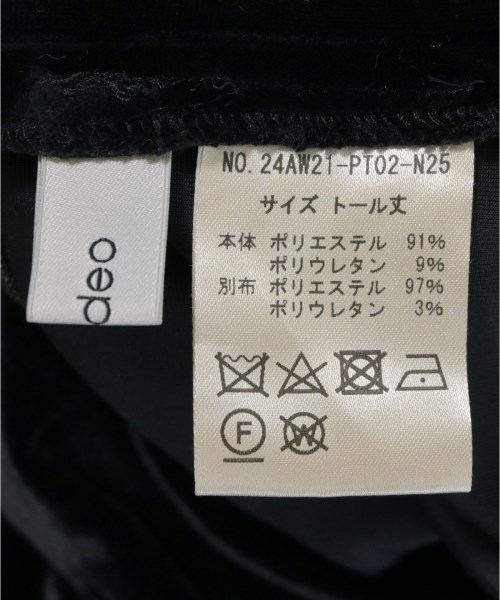 deo
NO. 24AW21-PT02-N25
サイズ トール丈
本体 ポリエステル 91%
ポリウレタン 9%
別布 ポリエステル 97%
ポリウレタン 3%
F W